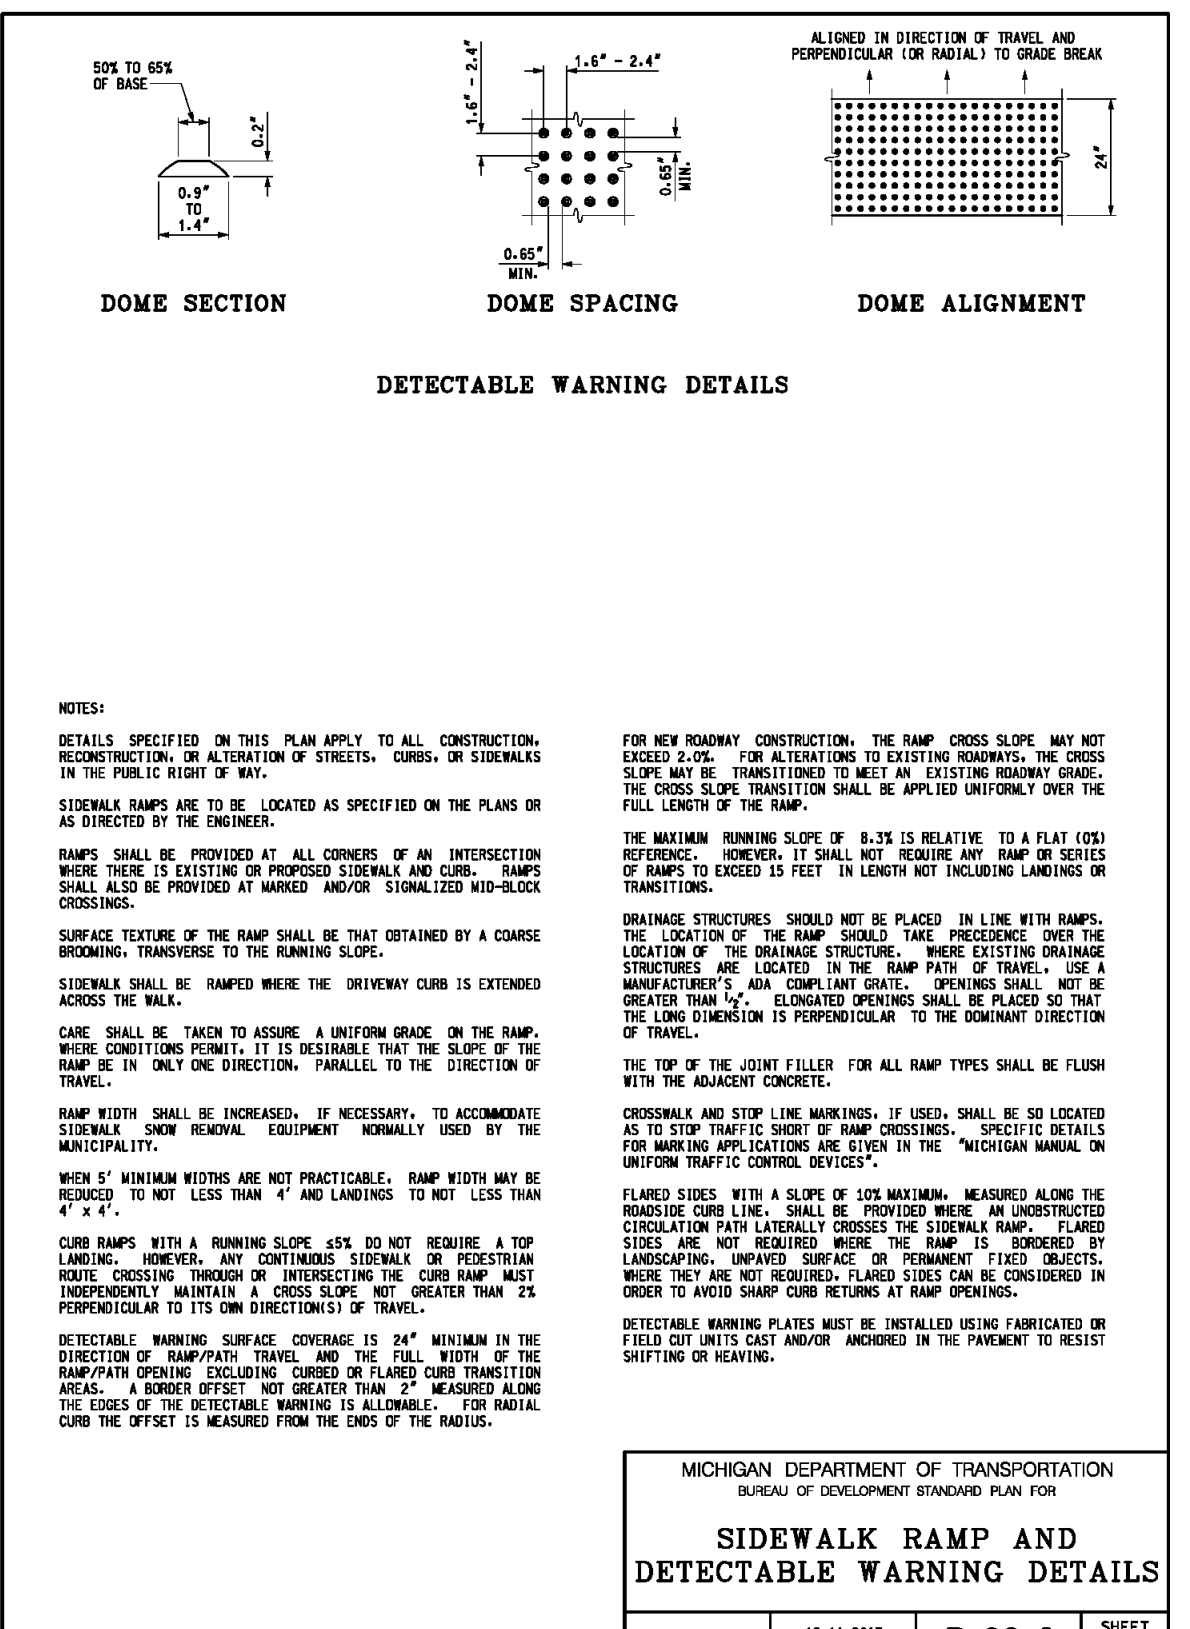 50% TO 65%
OF BASE
0.2"
0.9"
TO
1.4"
DOME SECTION
1.6" - 2.4"
1.6" - 2.4"
0.65"
MIN.
0.65"
MIN.
DOME SPACING
ALIGNED IN DIRECTION OF TRAVEL AND
PERPENDICULAR (OR RADIAL) TO GRADE BREAK
24"
DOME ALIGNMENT
DETECTABLE WARNING DETAILS
NOTES:
DETAILS SPECIFIED ON THIS PLAN APPLY TO ALL CONSTRUCTION,
RECONSTRUCTION, OR ALTERATION OF STREETS, CURBS, OR SIDEWALKS
IN THE PUBLIC RIGHT OF WAY.
SIDEWALK RAMPS ARE TO BE LOCATED AS SPECIFIED ON THE PLANS OR
AS DIRECTED BY THE ENGINEER.
RAMPS SHALL BE PROVIDED AT ALL CORNERS OF AN INTERSECTION
WHERE THERE IS EXISTING OR PROPOSED SIDEWALK AND CURB. RAMPS
SHALL ALSO BE PROVIDED AT MARKED AND/OR SIGNALIZED MID-BLOCK
CROSSINGS.
SURFACE TEXTURE OF THE RAMP SHALL BE THAT OBTAINED BY A COARSE
BROOMING, TRANSVERSE TO THE RUNNING SLOPE.
SIDEWALK SHALL BE RAMPED WHERE THE DRIVEWAY CURB IS EXTENDED
ACROSS THE WALK.
CARE SHALL BE TAKEN TO ASSURE A UNIFORM GRADE ON THE RAMP.
WHERE CONDITIONS PERMIT, IT IS DESIRABLE THAT THE SLOPE OF THE
RAMP BE IN ONLY ONE DIRECTION, PARALLEL TO THE DIRECTION OF
TRAVEL.
RAMP WIDTH SHALL BE INCREASED, IF NECESSARY, TO ACCOMMODATE
SIDEWALK SNOW REMOVAL EQUIPMENT NORMALLY USED BY THE
MUNICIPALITY.
WHEN 5' MINIMUM WIDTHS ARE NOT PRACTICABLE, RAMP WIDTH MAY BE
REDUCED TO NOT LESS THAN 4' AND LANDINGS TO NOT LESS THAN
4' x 4'.
CURB RAMPS WITH A RUNNING SLOPE ≤5% DO NOT REQUIRE A TOP
LANDING. HOWEVER, ANY CONTINUOUS SIDEWALK OR PEDESTRIAN
ROUTE CROSSING THROUGH OR INTERSECTING THE CURB RAMP MUST
INDEPENDENTLY MAINTAIN A CROSS SLOPE NOT GREATER THAN 2%
PERPENDICULAR TO ITS OWN DIRECTION(S) OF TRAVEL.
DETECTABLE WARNING SURFACE COVERAGE IS 24" MINIMUM IN THE
DIRECTION OF RAMP/PATH TRAVEL AND THE FULL WIDTH OF THE
RAMP/PATH OPENING EXCLUDING CURBED OR FLARED CURB TRANSITION
AREAS. A BORDER OFFSET NOT GREATER THAN 2" MEASURED ALONG
THE EDGES OF THE DETECTABLE WARNING IS ALLOWABLE. FOR RADIAL
CURB THE OFFSET IS MEASURED FROM THE ENDS OF THE RADIUS.
FOR NEW ROADWAY CONSTRUCTION, THE RAMP CROSS SLOPE MAY NOT
EXCEED 2.0%. FOR ALTERATIONS TO EXISTING ROADWAYS, THE CROSS
SLOPE MAY BE TRANSITIONED TO MEET AN EXISTING ROADWAY GRADE.
THE CROSS SLOPE TRANSITION SHALL BE APPLIED UNIFORMLY OVER THE
FULL LENGTH OF THE RAMP.
THE MAXIMUM RUNNING SLOPE OF 8.3% IS RELATIVE TO A FLAT (0%)
REFERENCE. HOWEVER, IT SHALL NOT REQUIRE ANY RAMP OR SERIES
OF RAMPS TO EXCEED 15 FEET IN LENGTH NOT INCLUDING LANDINGS OR
TRANSITIONS.
DRAINAGE STRUCTURES SHOULD NOT BE PLACED IN LINE WITH RAMPS.
THE LOCATION OF THE RAMP SHOULD TAKE PRECEDENCE OVER THE
LOCATION OF THE DRAINAGE STRUCTURE. WHERE EXISTING DRAINAGE
STRUCTURES ARE LOCATED IN THE RAMP PATH OF TRAVEL, USE A
MANUFACTURER'S ADA COMPLIANT GRATE. OPENINGS SHALL NOT BE
GREATER THAN 1/2". ELONGATED OPENINGS SHALL BE PLACED SO THAT
THE LONG DIMENSION IS PERPENDICULAR TO THE DOMINANT DIRECTION
OF TRAVEL.
THE TOP OF THE JOINT FILLER FOR ALL RAMP TYPES SHALL BE FLUSH
WITH THE ADJACENT CONCRETE.
CROSSWALK AND STOP LINE MARKINGS, IF USED, SHALL BE SO LOCATED
AS TO STOP TRAFFIC SHORT OF RAMP CROSSINGS. SPECIFIC DETAILS
FOR MARKING APPLICATIONS ARE GIVEN IN THE "MICHIGAN MANUAL ON
UNIFORM TRAFFIC CONTROL DEVICES".
FLARED SIDES WITH A SLOPE OF 10% MAXIMUM, MEASURED ALONG THE
ROADSIDE CURB LINE, SHALL BE PROVIDED WHERE AN UNOBSTRUCTED
CIRCULATION PATH LATERALLY CROSSES THE SIDEWALK RAMP. FLARED
SIDES ARE NOT REQUIRED WHERE THE RAMP IS BORDERED BY
LANDSCAPING, UNPAVED SURFACE OR PERMANENT FIXED OBJECTS.
WHERE THEY ARE NOT REQUIRED, FLARED SIDES CAN BE CONSIDERED IN
ORDER TO AVOID SHARP CURB RETURNS AT RAMP OPENINGS.
DETECTABLE WARNING PLATES MUST BE INSTALLED USING FABRICATED OR
FIELD CUT UNITS CAST AND/OR ANCHORED IN THE PAVEMENT TO RESIST
SHIFTING OR HEAVING.
MICHIGAN DEPARTMENT OF TRANSPORTATION
BUREAU OF DEVELOPMENT STANDARD PLAN FOR
SIDEWALK RAMP AND
DETECTABLE WARNING DETAILS
SHEET